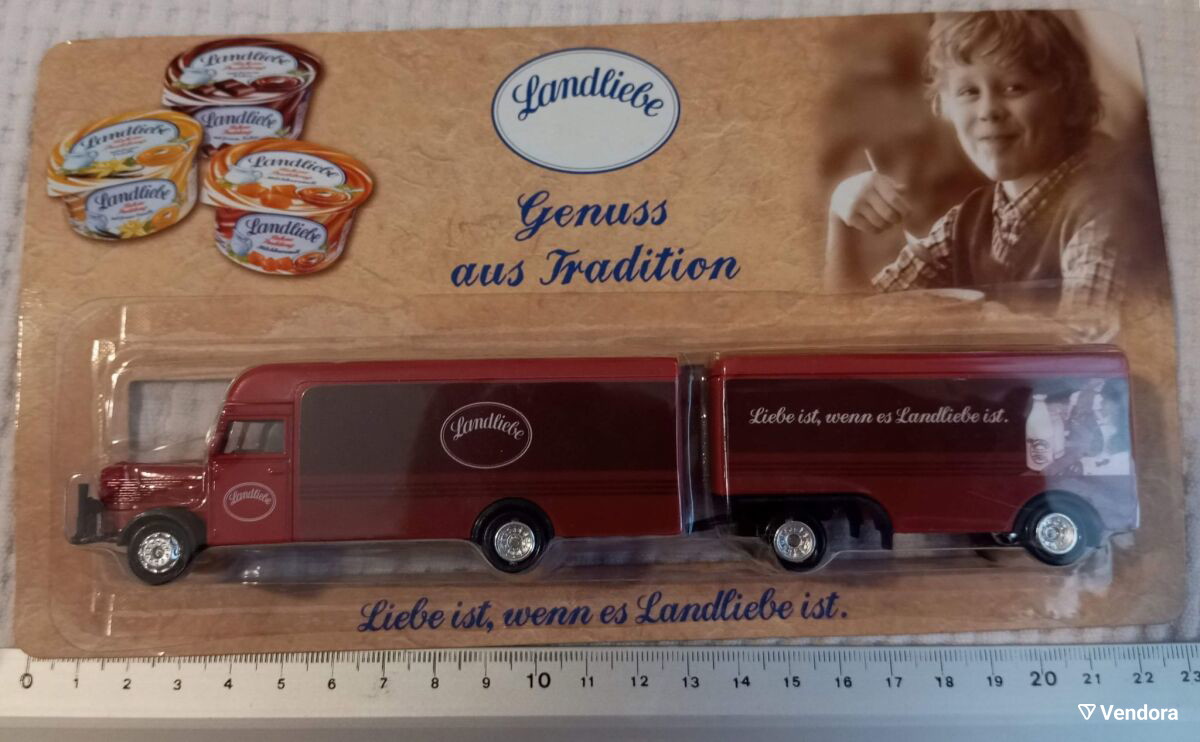 Landliebe
Landliebe
Landliebe
Landliebe
Landliebe
Landliebe
Landliebe
Genuss
aus Tradition
Landliebe
Landliebe
Liebe ist, wenn es Landliebe ist.
Liebe ist, wenn es Landliebe ist.
0 1 2 3 4 5 6 7 8 9 10 11 12 13 14 15 16 17 18 19 20 21 22 23
Vendora